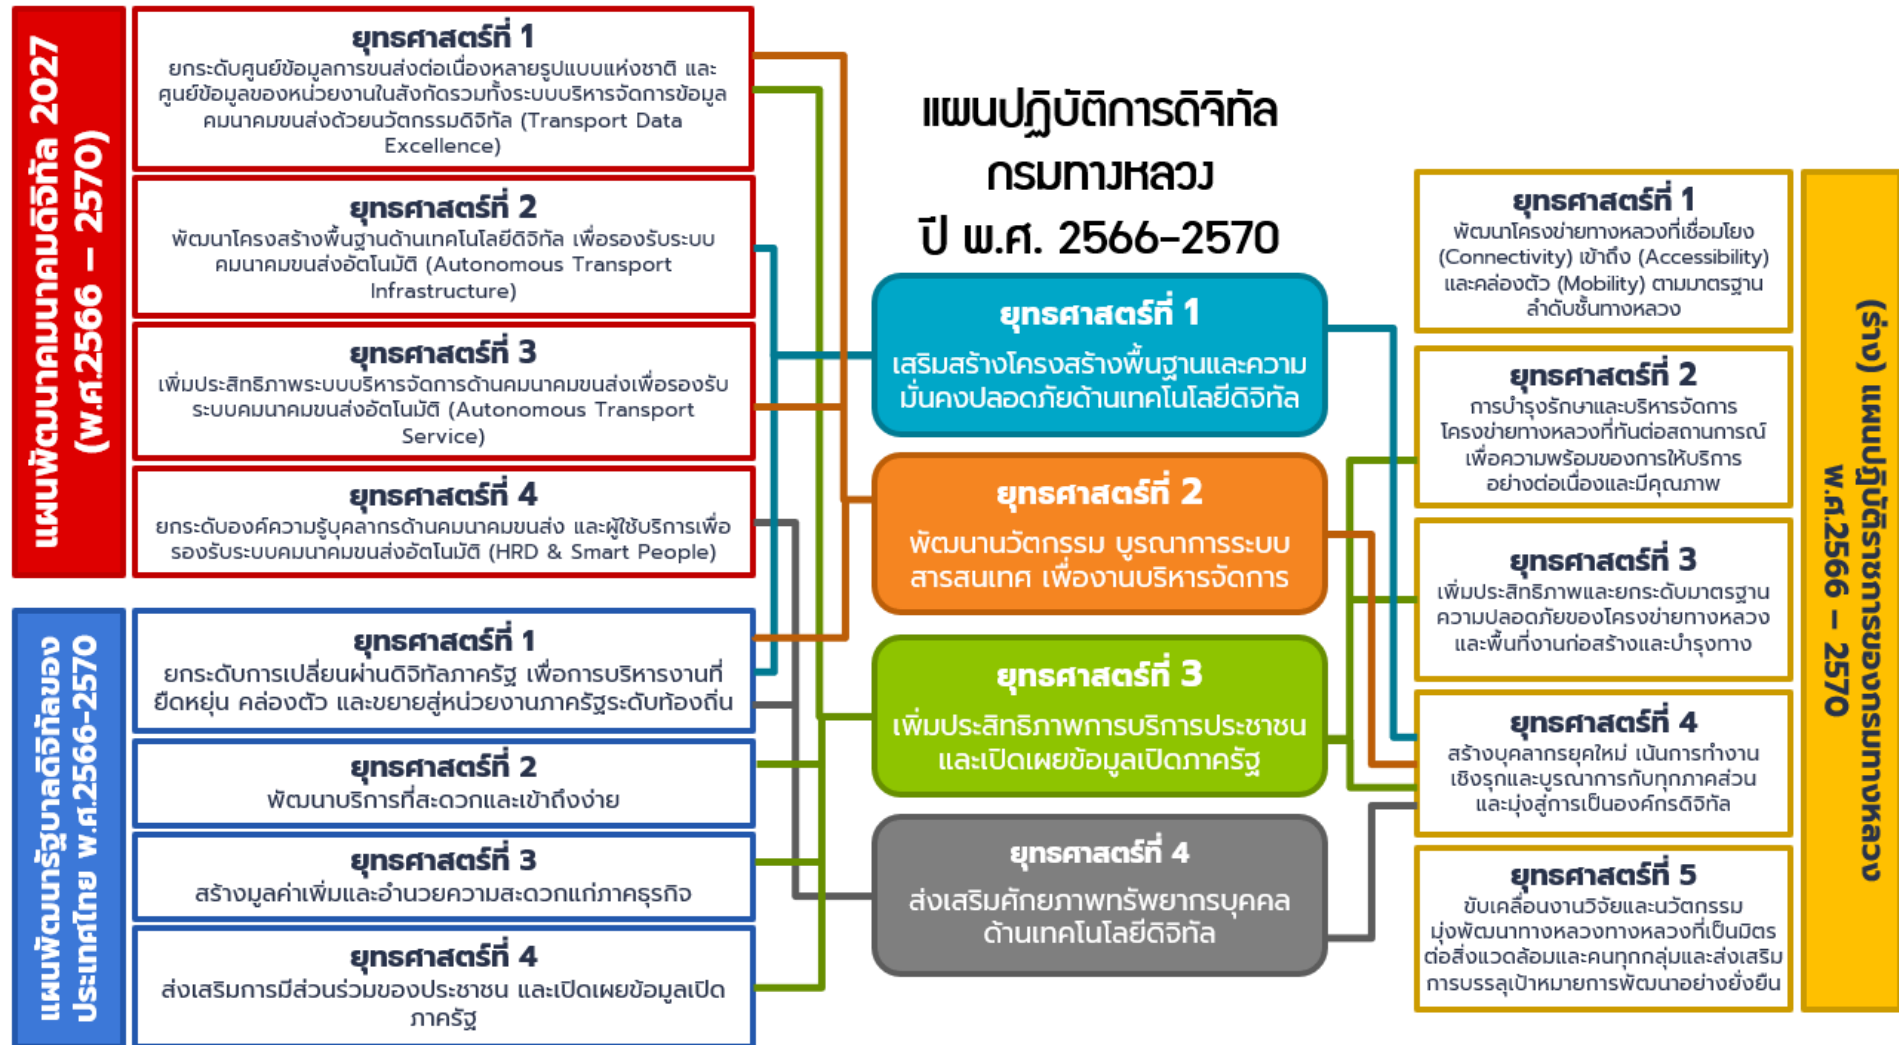 แผนพัฒนาคมนาคมดิจิทัล 2027
(พ.ศ.2566 – 2570)
ยุทธศาสตร์ที่ 1
ยกระดับศูนย์ข้อมูลการขนส่งต่อเนื่องหลายรูปแบบแห่งชาติ และ
ศูนย์ข้อมูลของหน่วยงานในสังกัดรวมทั้งระบบบริหารจัดการข้อมูล
คมนาคมขนส่งด้วยนวัตกรรมดิจิทัล (Transport Data
Excellence)
ยุทธศาสตร์ที่ 2
พัฒนาโครงสร้างพื้นฐานด้านเทคโนโลยีดิจิทัล เพื่อรองรับระบบ
คมนาคมขนส่งอัตโนมัติ (Autonomous Transport
Infrastructure)
ยุทธศาสตร์ที่ 3
เพิ่มประสิทธิภาพระบบบริหารจัดการด้านคมนาคมขนส่งเพื่อรองรับ
ระบบคมนาคมขนส่งอัตโนมัติ (Autonomous Transport
Service)
ยุทธศาสตร์ที่ 4
ยกระดับองค์ความรู้บุคลากรด้านคมนาคมขนส่ง และผู้ใช้บริการเพื่อ
รองรับระบบคมนาคมขนส่งอัตโนมัติ (HRD & Smart People)
แผนพัฒนารัฐบาลดิจิทัลของ
ประเทศไทย พ.ศ.2566-2570
ยุทธศาสตร์ที่ 1
ยกระดับการเปลี่ยนผ่านดิจิทัลภาครัฐ เพื่อการบริหารงานที่
ยืดหยุ่น คล่องตัว และขยายสู่หน่วยงานภาครัฐระดับท้องถิ่น
ยุทธศาสตร์ที่ 2
พัฒนาบริการที่สะดวกและเข้าถึงง่าย
ยุทธศาสตร์ที่ 3
สร้างมูลค่าเพิ่มและอำนวยความสะดวกแก่ภาคธุรกิจ
ยุทธศาสตร์ที่ 4
ส่งเสริมการมีส่วนร่วมของประชาชน และเปิดเผยข้อมูลเปิด
ภาครัฐ
แผนปฏิบัติการดิจิทัล
กรมทางหลวง
ปี พ.ศ. 2566-2570
ยุทธศาสตร์ที่ 1
เสริมสร้างโครงสร้างพื้นฐานและความ
มั่นคงปลอดภัยด้านเทคโนโลยีดิจิทัล
ยุทธศาสตร์ที่ 2
พัฒนานวัตกรรม บูรณาการระบบ
สารสนเทศ เพื่องานบริหารจัดการ
ยุทธศาสตร์ที่ 3
เพิ่มประสิทธิภาพการบริการประชาชน
และเปิดเผยข้อมูลเปิดภาครัฐ
ยุทธศาสตร์ที่ 4
ส่งเสริมศักยภาพทรัพยากรบุคคล
ด้านเทคโนโลยีดิจิทัล
ยุทธศาสตร์ที่ 1
พัฒนาโครงข่ายทางหลวงที่เชื่อมโยง
(Connectivity) เข้าถึง (Accessibility)
และคล่องตัว (Mobility) ตามมาตรฐาน
ลำดับชั้นทางหลวง
ยุทธศาสตร์ที่ 2
การบำรุงรักษาและบริหารจัดการ
โครงข่ายทางหลวงที่ทันต่อสถานการณ์
เพื่อความพร้อมของการให้บริการ
อย่างต่อเนื่องและมีคุณภาพ
ยุทธศาสตร์ที่ 3
เพิ่มประสิทธิภาพและยกระดับมาตรฐาน
ความปลอดภัยของโครงข่ายทางหลวง
และพื้นที่งานก่อสร้างและบำรุงทาง
ยุทธศาสตร์ที่ 4
สร้างบุคลากรยุคใหม่ เน้นการทำงาน
เชิงรุกและบูรณาการกับทุกภาคส่วน
และมุ่งสู่การเป็นองค์กรดิจิทัล
ยุทธศาสตร์ที่ 5
ขับเคลื่อนงานวิจัยและนวัตกรรม
มุ่งพัฒนาทางหลวงทางหลวงที่เป็นมิตร
ต่อสิ่งแวดล้อมและคนทุกกลุ่มและส่งเสริม
การบรรลุเป้าหมายการพัฒนาอย่างยั่งยืน
(ร่าง) แผนปฏิบัติราชการของกรมทางหลวง
พ.ศ.2566 – 2570